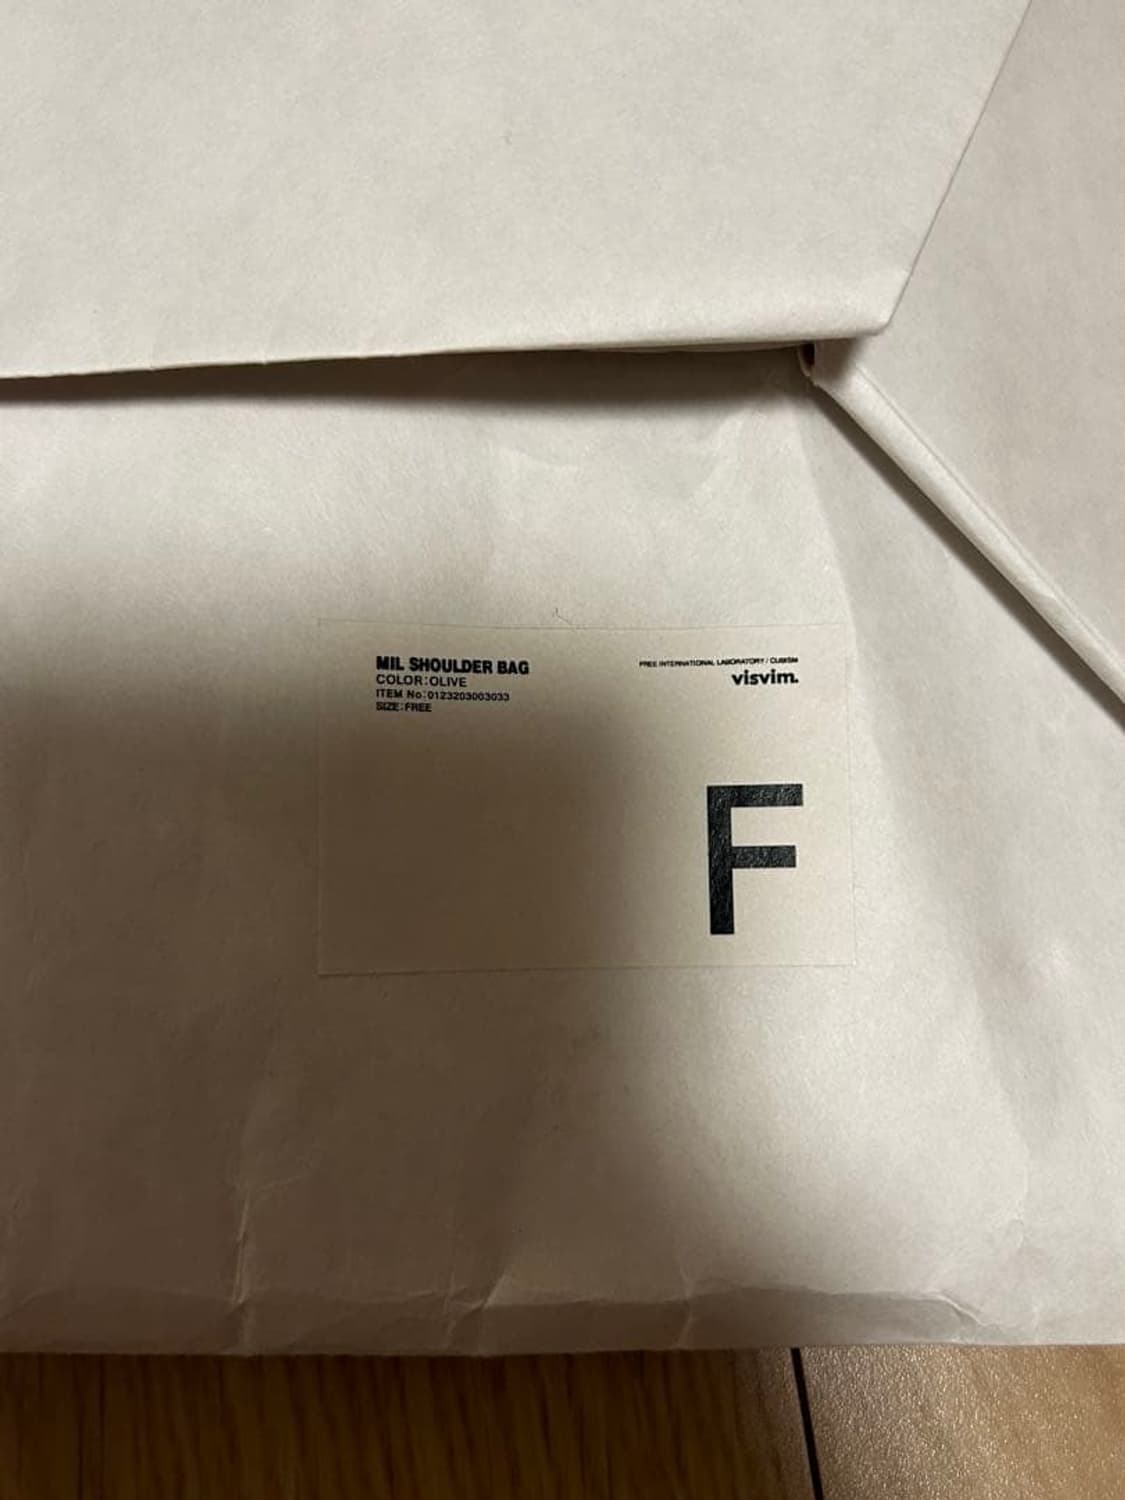 MIL SHOULDER BAG
COLOR:OLIVE
ITEM No:0123203003033
SIZE:FREE
FREE INTERNATIONAL LABORATORY / CUBISM
visvim.
F